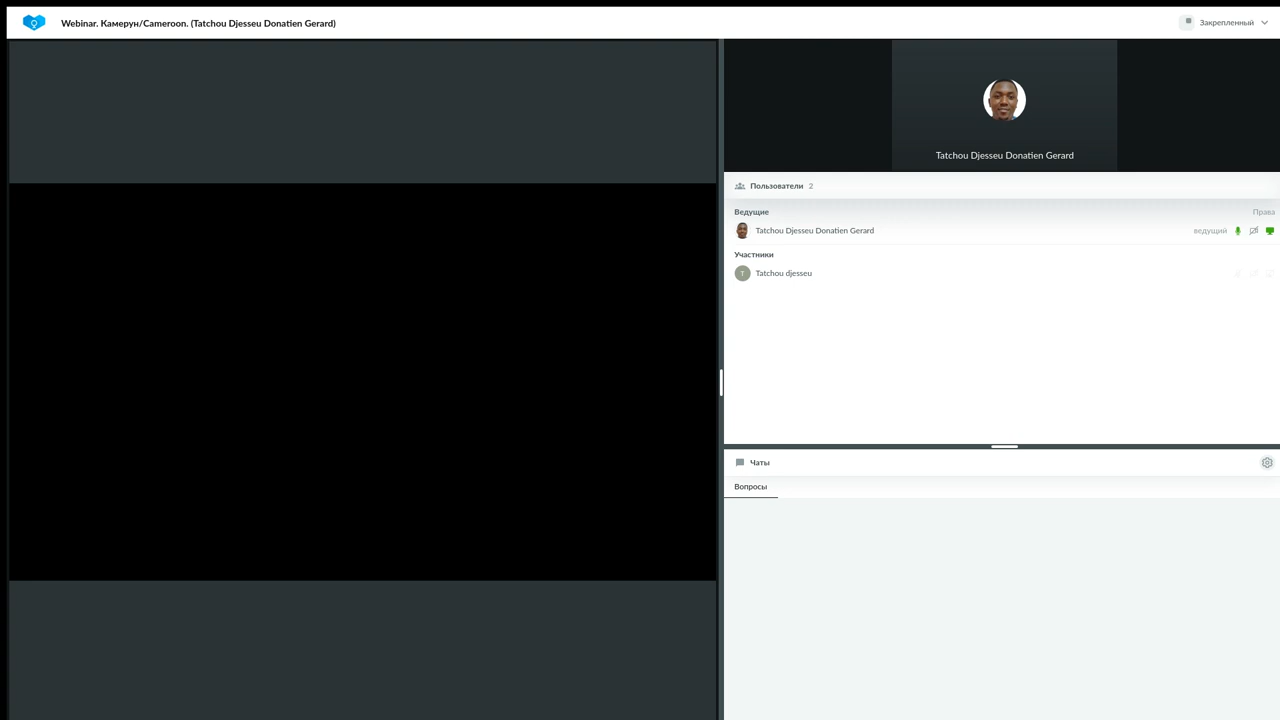 Webinar. Камерун/Cameroon. (Tatchou Djesseu Donatien Gerard)
Закрепленный
Tatchou Djesseu Donatien Gerard
Пользователи 2
Ведущие Права
Tatchou Djesseu Donatien Gerard ведущий
Участники
T Tatchou djesseu
Чаты
Вопросы